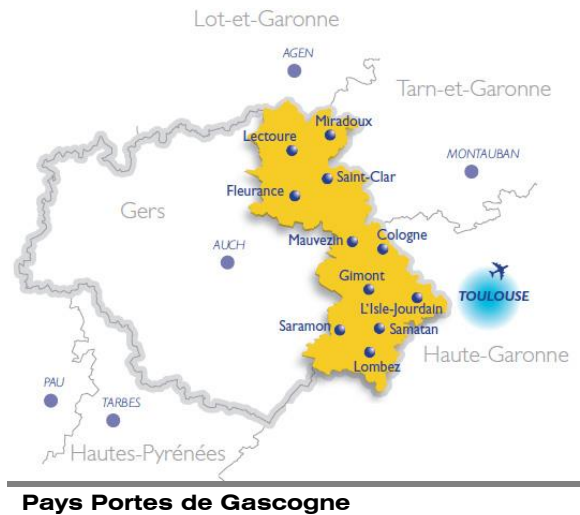 Lot-et-Garonne
AGEN
Tarn-et-Garonne
Miradoux
Lectoure
MONTAUBAN
Saint-Clar
Fleurance
Gers
Mauvezin
Cologne
AUCH
Gimont
TOULOUSE
L'Isle-Jourdain
Saramon
Samatan
Haute-Garonne
Lombez
PAU
TARBES
Hautes-Pyrénées
Pays Portes de Gascogne